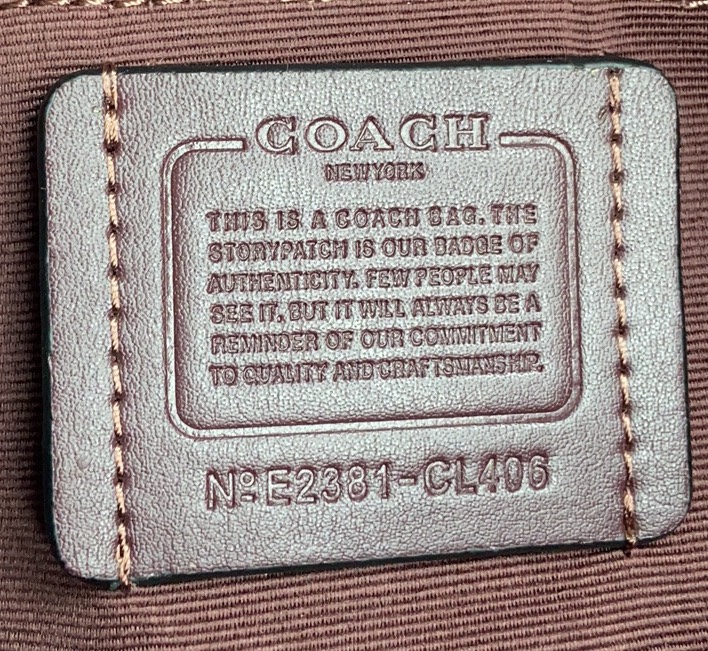 COACH
NEW YORK
THIS IS A COACH BAG. THE
STORYPATCH IS OUR BADGE OF
AUTHENTICITY. FEW PEOPLE MAY
SEE IT, BUT IT WILL ALWAYS BE A
REMINDER OF OUR COMMITMENT
TO QUALITY AND CRAFTSMANSHIP.
Nº E2381-CL406